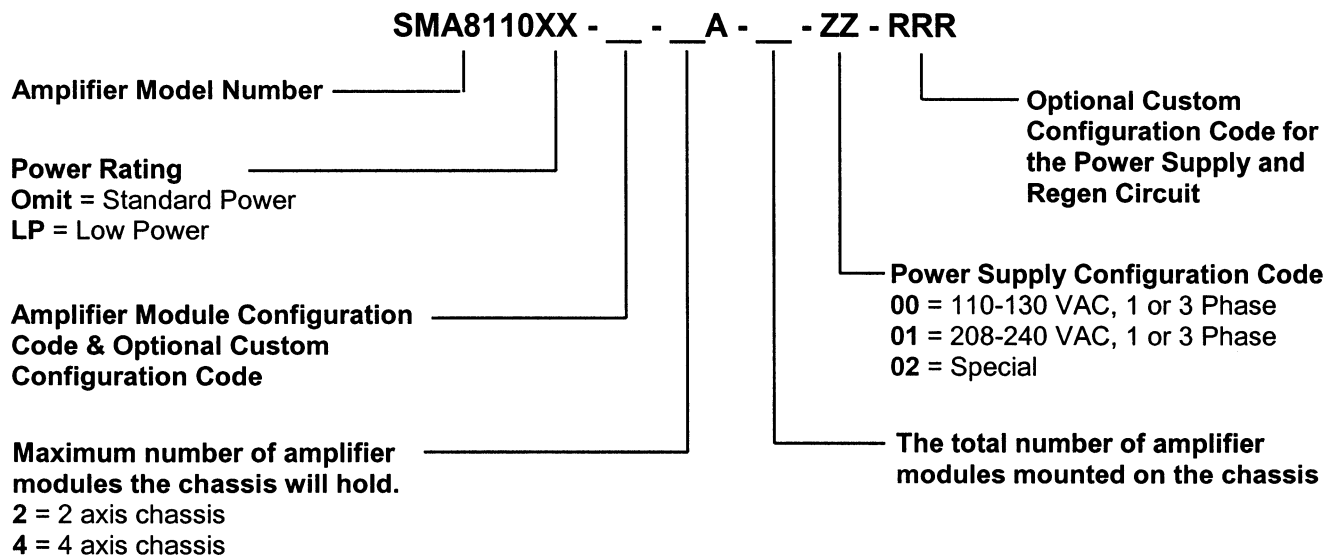 SMA8110XX - __ - __A - __ - ZZ - RRR
Amplifier Model Number
Power Rating
Omit = Standard Power
LP = Low Power
Amplifier Module Configuration
Code & Optional Custom
Configuration Code
Maximum number of amplifier
modules the chassis will hold.
2 = 2 axis chassis
4 = 4 axis chassis
Optional Custom
Configuration Code for
the Power Supply and
Regen Circuit
Power Supply Configuration Code
00 = 110-130 VAC, 1 or 3 Phase
01 = 208-240 VAC, 1 or 3 Phase
02 = Special
The total number of amplifier
modules mounted on the chassis